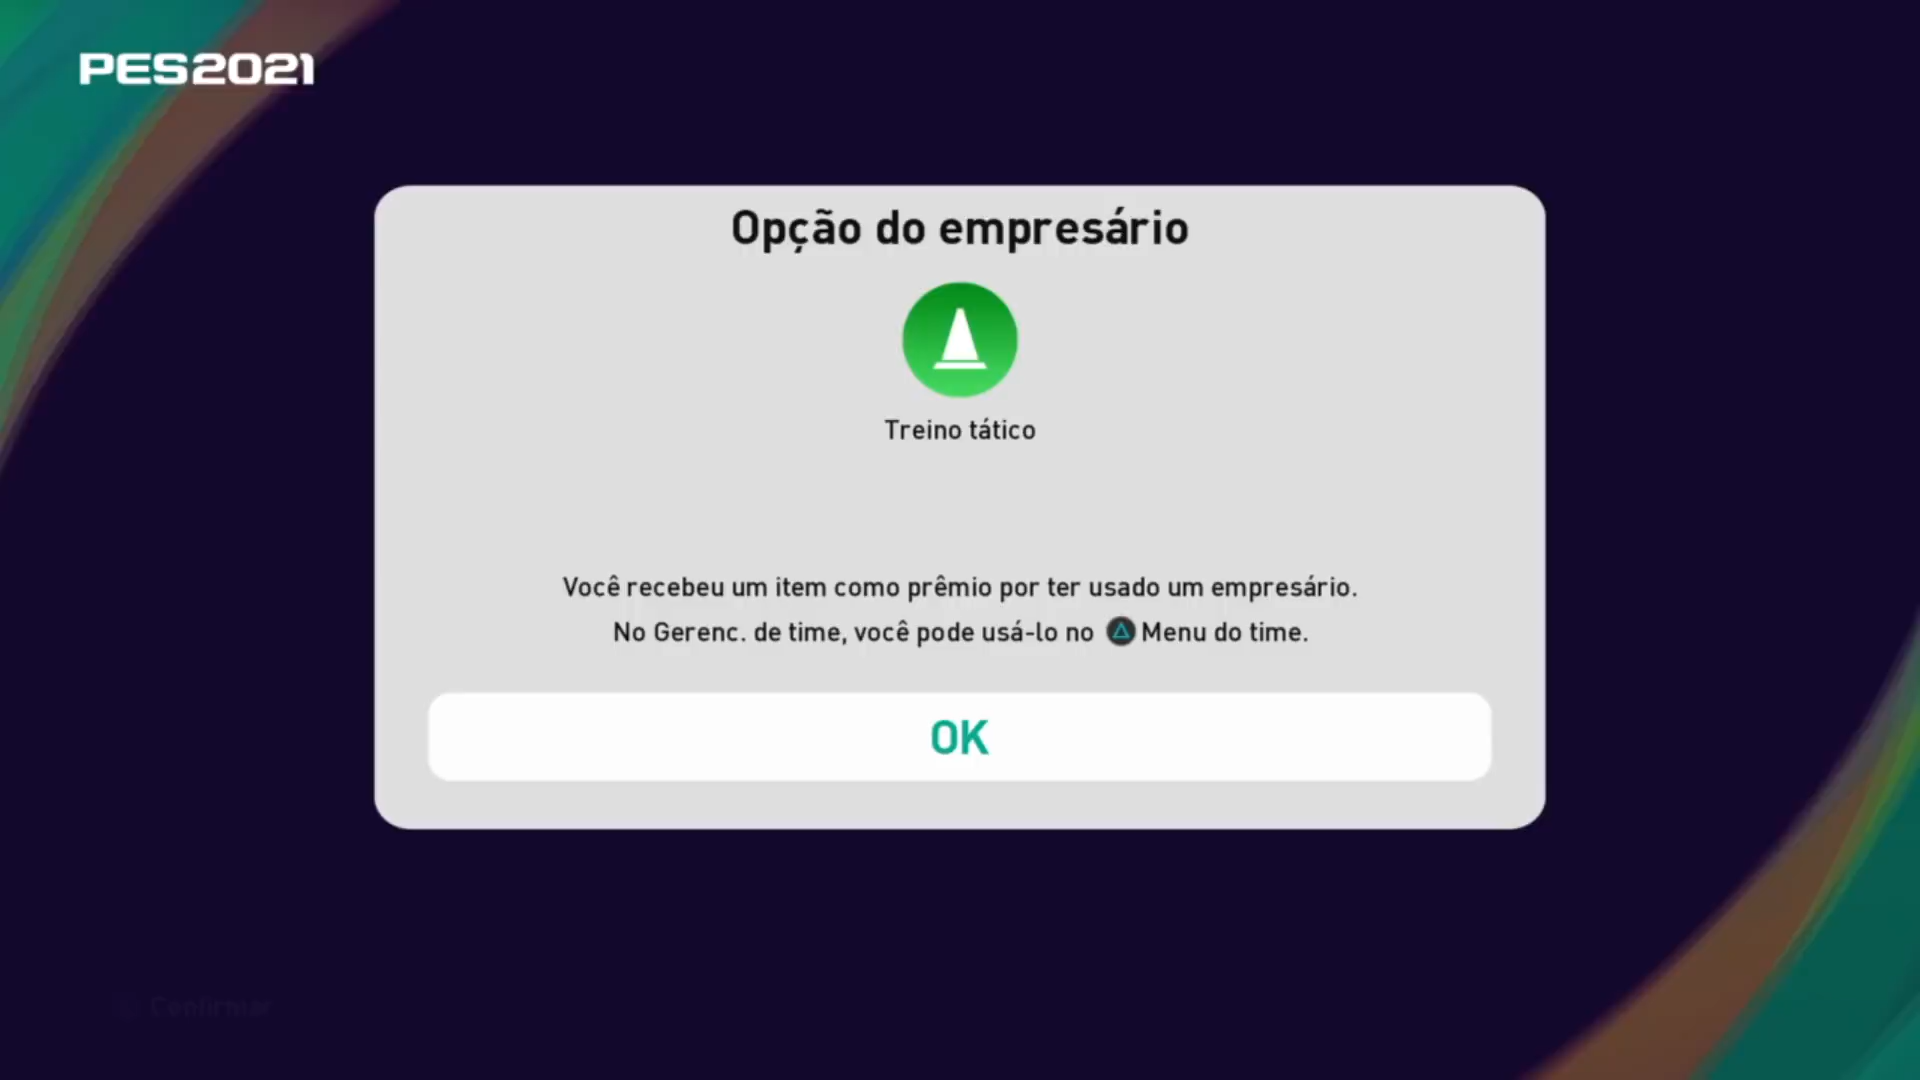 PES2021
Opção do empresário
Treino tático
Você recebeu um item como prêmio por ter usado um empresário.
No Gerenc. de time, você pode usá-lo no Menu do time.
OK
Confirmar